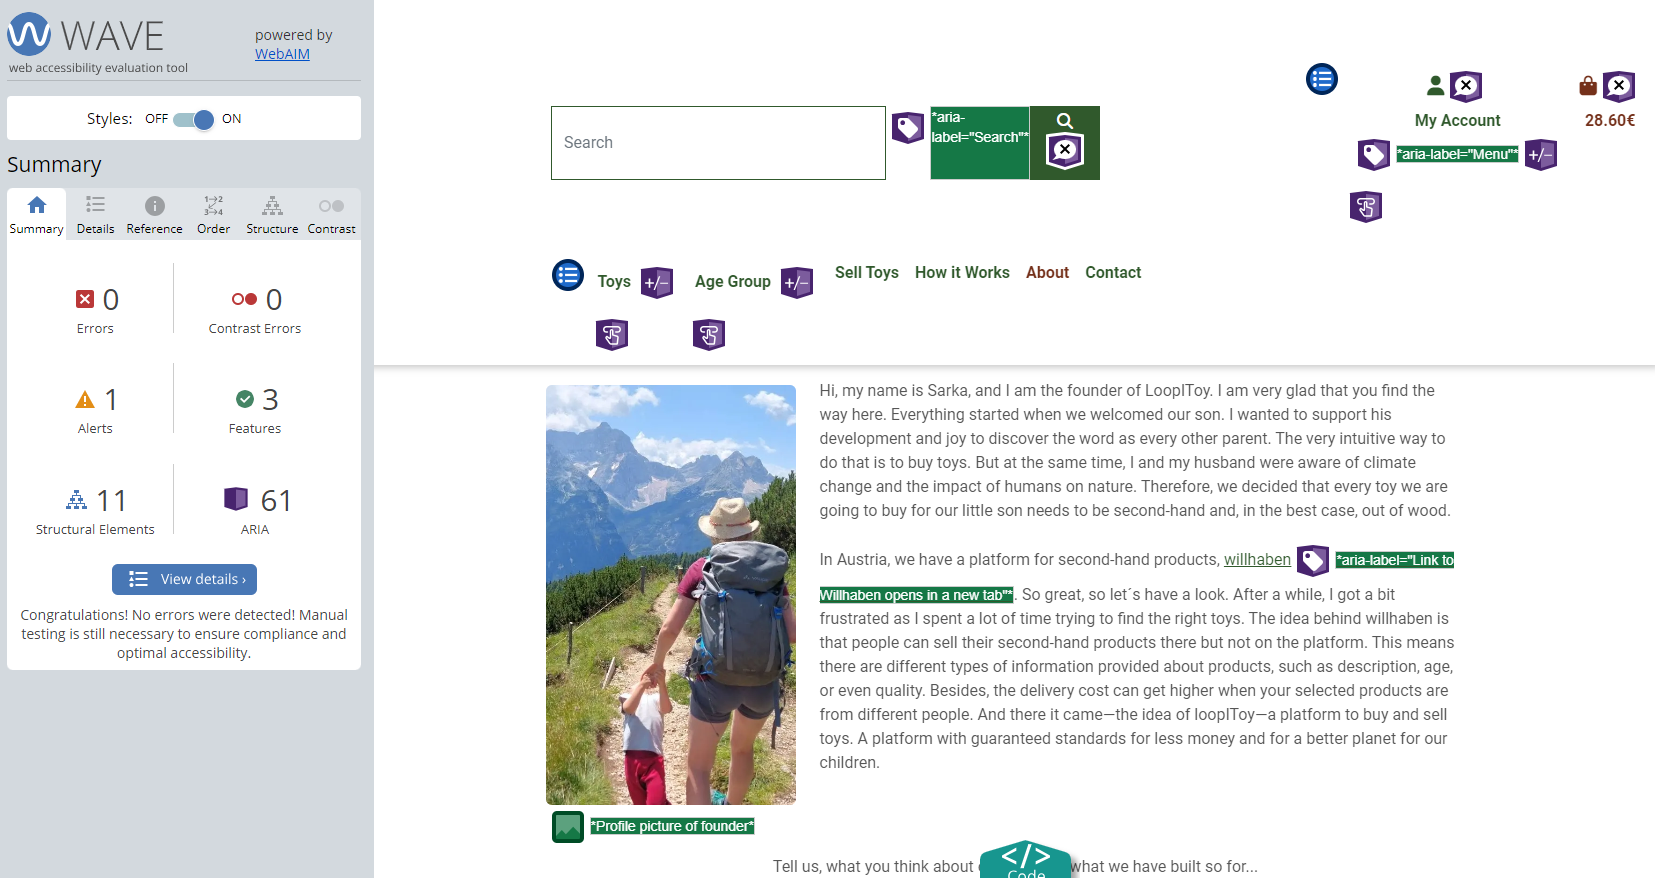 WAVE
powered by
WebAIM
web accessibility evaluation tool
Styles: OFF ON
Summary
Summary Details Reference Order Structure Contrast
0 Errors
0 Contrast Errors
1 Alerts
3 Features
11 Structural Elements
61 ARIA
View details ›
Congratulations! No errors were detected! Manual
testing is still necessary to ensure compliance and
optimal accessibility.
Search
*aria-
label="Search"*
My Account
28.60€
*aria-label="Menu"*
+/−
Toys +/− Age Group +/− Sell Toys How it Works About Contact
Hi, my name is Sarka, and I am the founder of LoopIToy. I am very glad that you find the
way here. Everything started when we welcomed our son. I wanted to support his
development and joy to discover the word as every other parent. The very intuitive way to
do that is to buy toys. But at the same time, I and my husband were aware of climate
change and the impact of humans on nature. Therefore, we decided that every toy we are
going to buy for our little son needs to be second-hand and, in the best case, out of wood.
In Austria, we have a platform for second-hand products, willhaben *aria-label="Link to
Willhaben opens in a new tab"*. So great, so let´s have a look. After a while, I got a bit
frustrated as I spent a lot of time trying to find the right toys. The idea behind willhaben is
that people can sell their second-hand products there but not on the platform. This means
there are different types of information provided about products, such as description, age,
or even quality. Besides, the delivery cost can get higher when your selected products are
from different people. And there it came—the idea of loopIToy—a platform to buy and sell
toys. A platform with guaranteed standards for less money and for a better planet for our
children.
*Profile picture of founder*
Tell us, what you think about what we have built so for...
</> Code